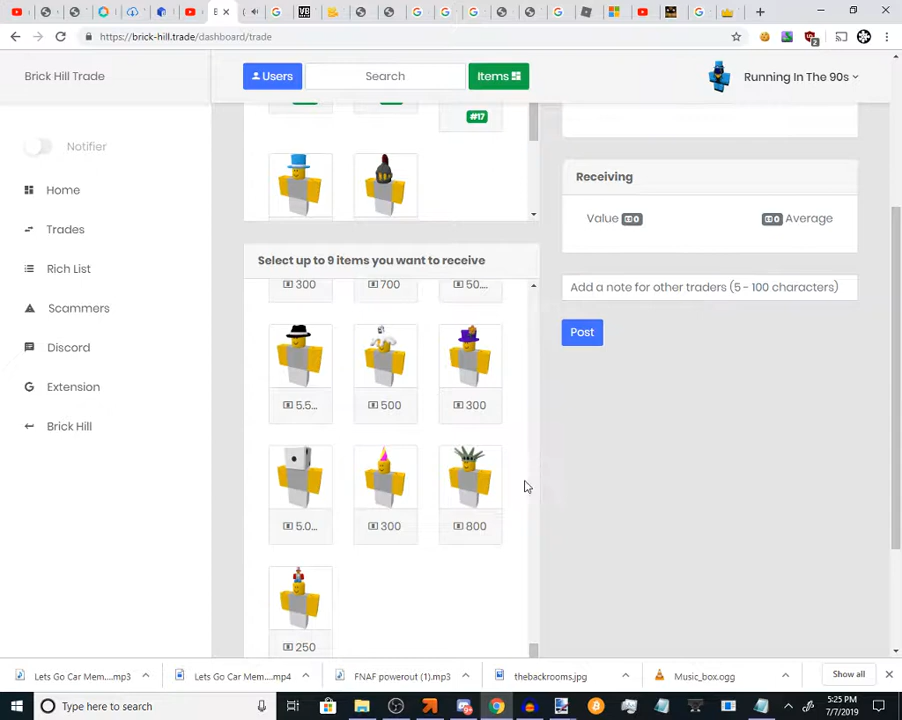 https://brick-hill.trade/dashboard/trade
2
Brick Hill Trade
Users
Search
Items
Running In The 90s
Notifier
Home
Trades
Rich List
Scammers
Discord
Extension
Brick Hill
#17
Receiving
Value 0
0 Average
Add a note for other traders (5 - 100 characters)
Post
Select up to 9 items you want to receive
300
700
50....
5.5...
500
300
5.0...
300
800
250
Lets Go Car Mem....mp3
Lets Go Car Mem....mp4
FNAF powerout (1).mp3
thebackrooms.jpg
Music_box.ogg
Show all
Type here to search
5:25 PM
7/7/2019